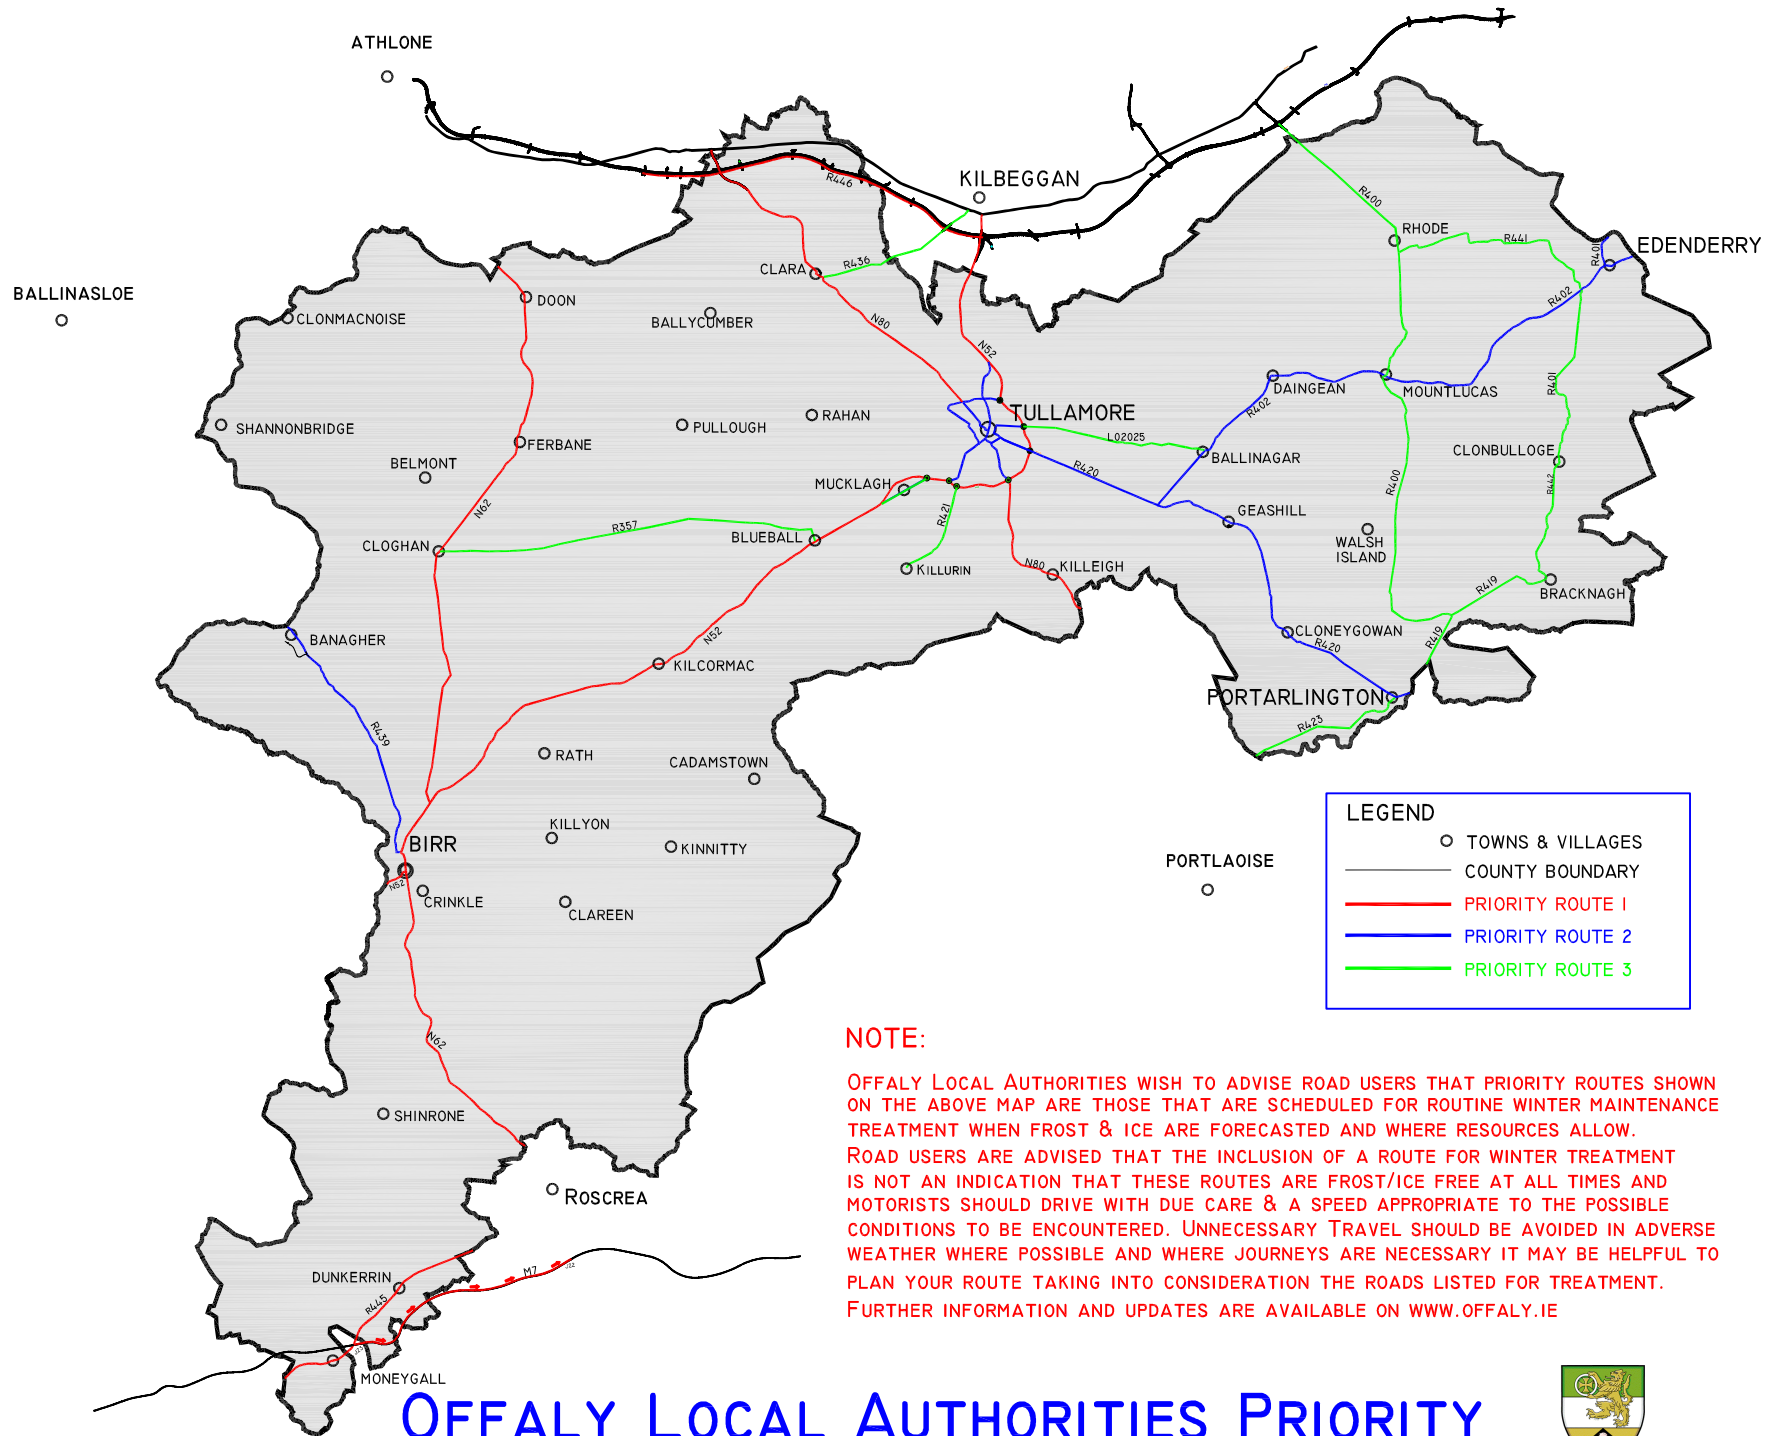 ATHLONE
KILBEGGAN
R446
R400
RHODE
R441
R401
EDENDERRY
CLARA
R436
BALLINASLOE
DOON
CLONMACNOISE
BALLYCUMBER
N80
R402
N52
DAINGEAN
MOUNTLUCAS
R401
R402
TULLAMORE
RAHAN
SHANNONBRIDGE
PULLOUGH
L02025
FERBANE
BELMONT
BALLINAGAR
CLONBULLOGE
R420
MUCKLAGH
R400
R442
N62
R421
GEASHILL
R357
BLUEBALL
WALSH
ISLAND
CLOGHAN
KILLURIN
N80
KILLEIGH
R419
BRACKNAGH
BANAGHER
CLONEYGOWAN
R420
R419
N52
KILCORMAC
PORTARLINGTON
R423
R439
RATH
CADAMSTOWN
KILLYON
KINNITTY
BIRR
N52
CRINKLE
CLAREEN
PORTLAOISE
LEGEND
TOWNS & VILLAGES
COUNTY BOUNDARY
PRIORITY ROUTE 1
PRIORITY ROUTE 2
PRIORITY ROUTE 3
N62
SHINRONE
ROSCREA
NOTE:
OFFALY LOCAL AUTHORITIES WISH TO ADVISE ROAD USERS THAT PRIORITY ROUTES SHOWN
ON THE ABOVE MAP ARE THOSE THAT ARE SCHEDULED FOR ROUTINE WINTER MAINTENANCE
TREATMENT WHEN FROST & ICE ARE FORECASTED AND WHERE RESOURCES ALLOW.
ROAD USERS ARE ADVISED THAT THE INCLUSION OF A ROUTE FOR WINTER TREATMENT
IS NOT AN INDICATION THAT THESE ROUTES ARE FROST/ICE FREE AT ALL TIMES AND
MOTORISTS SHOULD DRIVE WITH DUE CARE & A SPEED APPROPRIATE TO THE POSSIBLE
CONDITIONS TO BE ENCOUNTERED. UNNECESSARY TRAVEL SHOULD BE AVOIDED IN ADVERSE
WEATHER WHERE POSSIBLE AND WHERE JOURNEYS ARE NECESSARY IT MAY BE HELPFUL TO
PLAN YOUR ROUTE TAKING INTO CONSIDERATION THE ROADS LISTED FOR TREATMENT.
FURTHER INFORMATION AND UPDATES ARE AVAILABLE ON WWW.OFFALY.IE
DUNKERRIN
M7
J22
R445
J23
MONEYGALL
OFFALY LOCAL AUTHORITIES PRIORITY